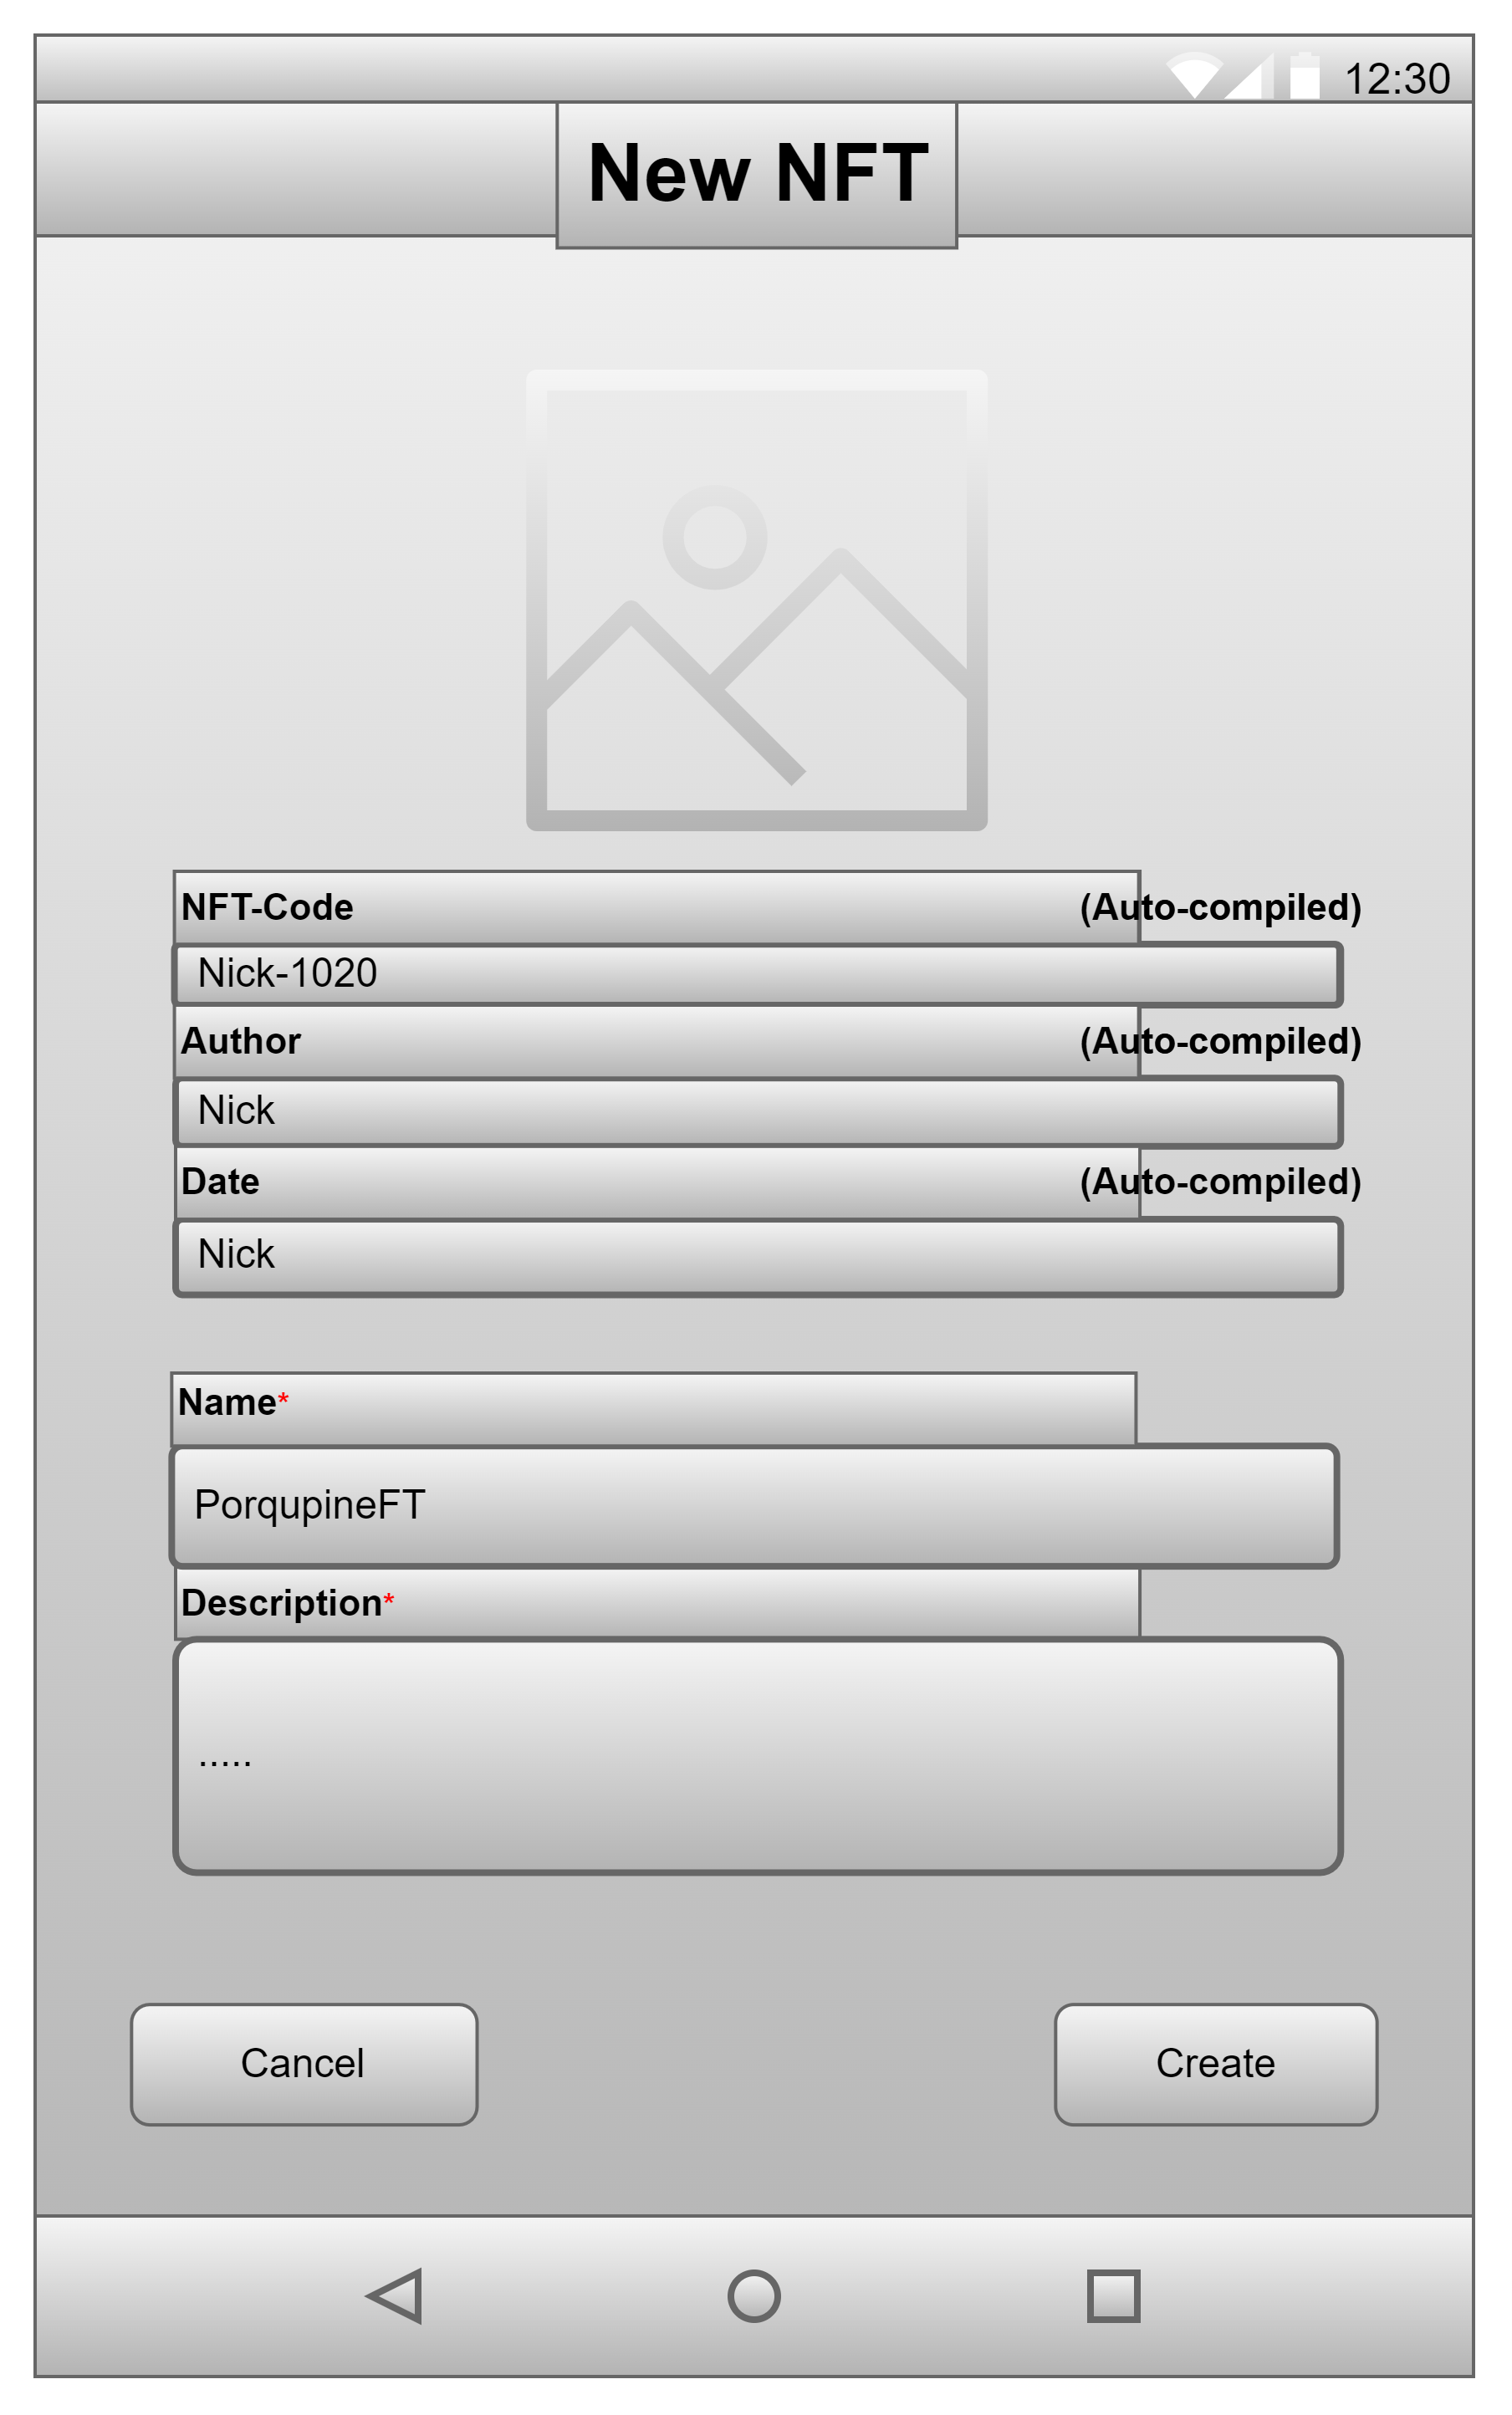 12:30
New NFT
NFT-Code (Auto-compiled)
Nick-1020
Author (Auto-compiled)
Nick
Date (Auto-compiled)
Nick
Name*
PorqupineFT
Description*
.....
Cancel Create